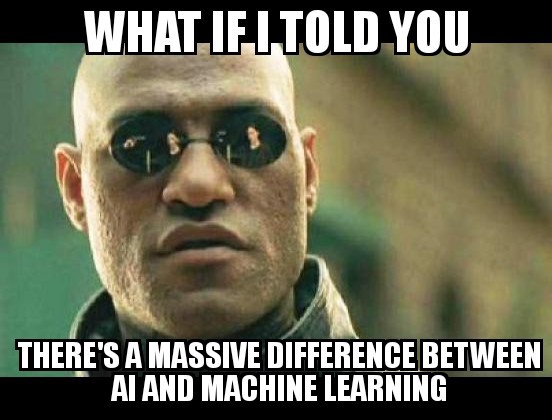 WHAT IF I TOLD YOU
THERE'S A MASSIVE DIFFERENCE BETWEEN
AI AND MACHINE LEARNING